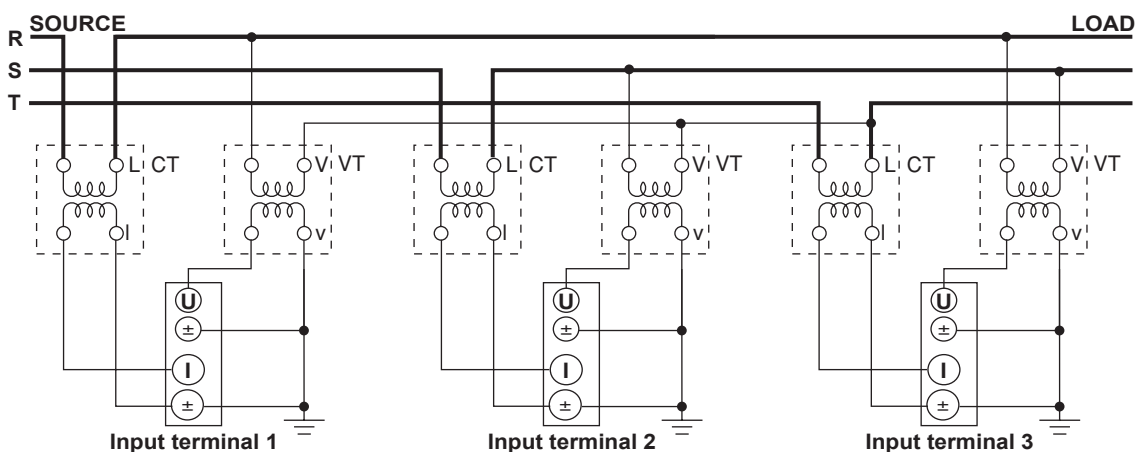 SOURCE LOAD
R
S
T
L CT V VT L CT V VT L CT V VT
l v l v l v
U U U
± ± ±
I I I
± ± ±
Input terminal 1 Input terminal 2 Input terminal 3